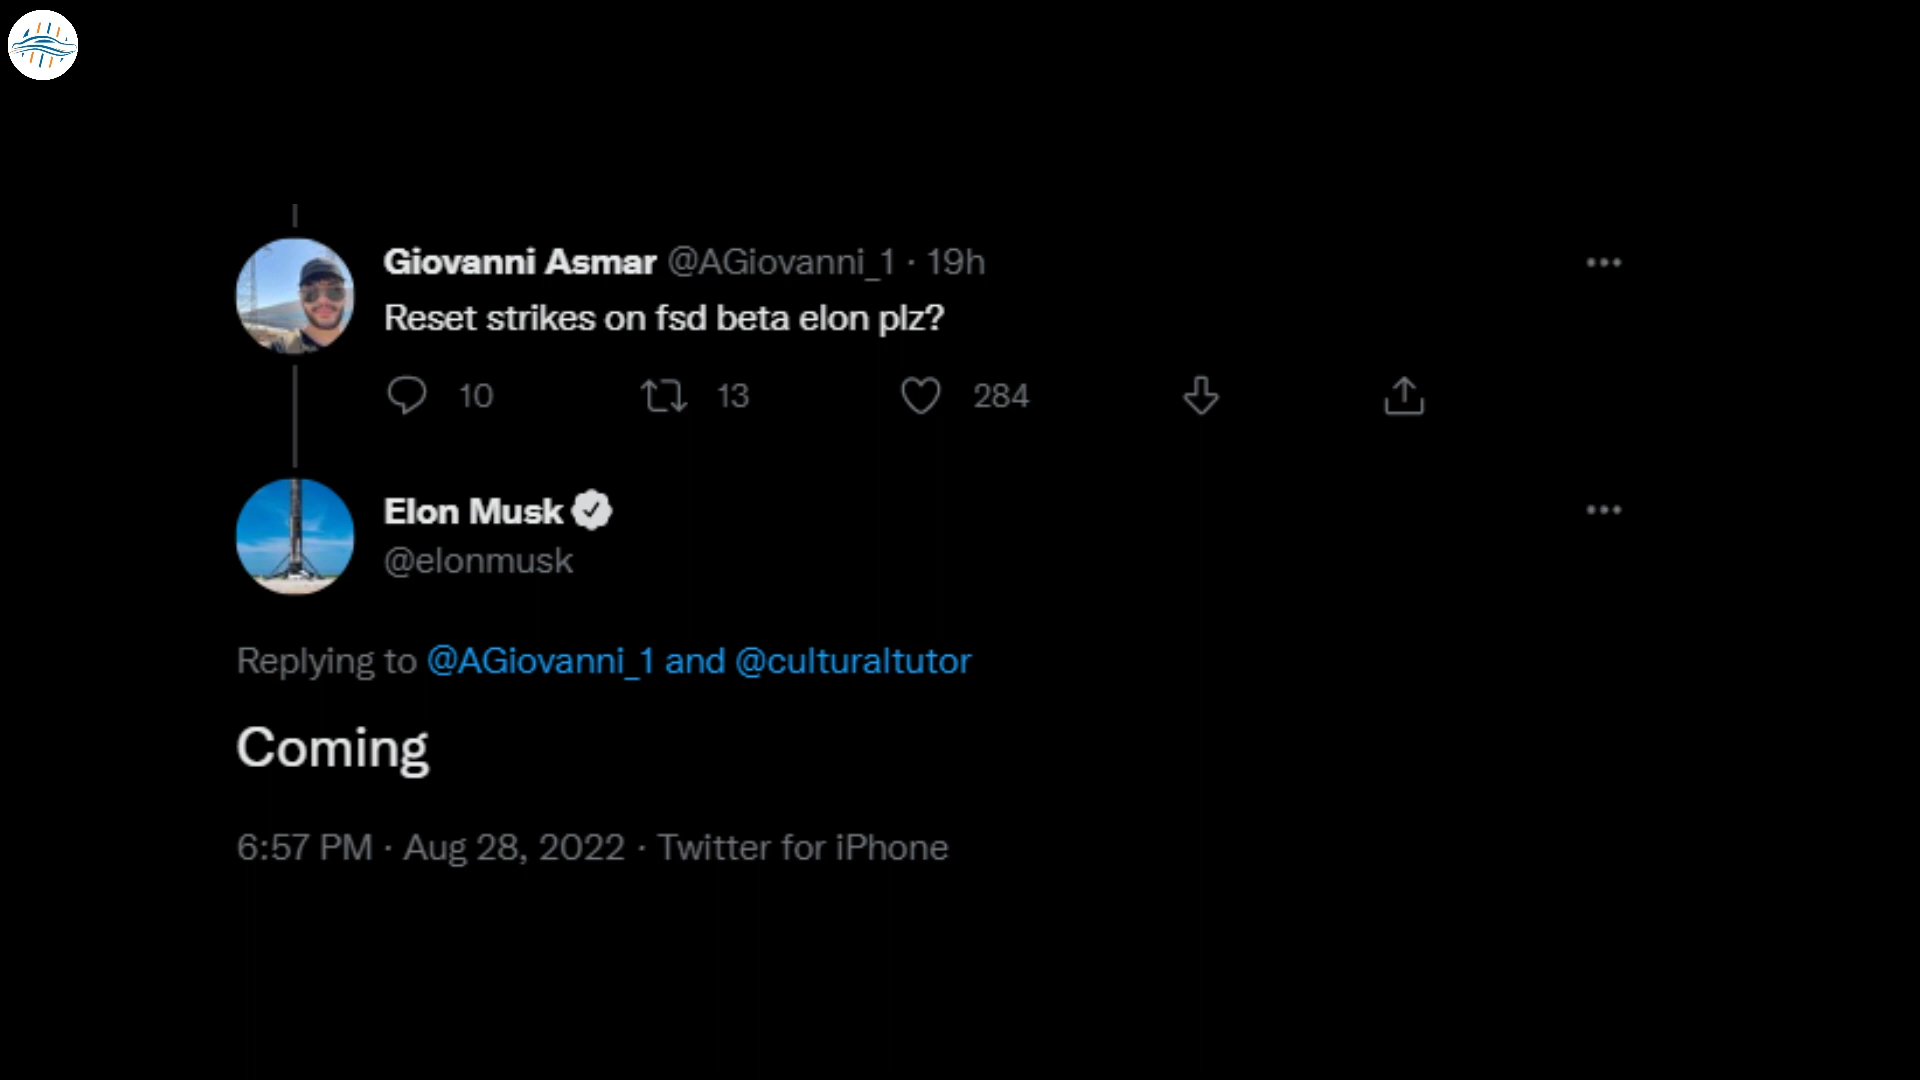 Giovanni Asmar @AGiovanni_1 · 19h
Reset strikes on fsd beta elon plz?
10 13 284
Elon Musk
@elonmusk
Replying to @AGiovanni_1 and @culturaltutor
Coming
6:57 PM · Aug 28, 2022 · Twitter for iPhone